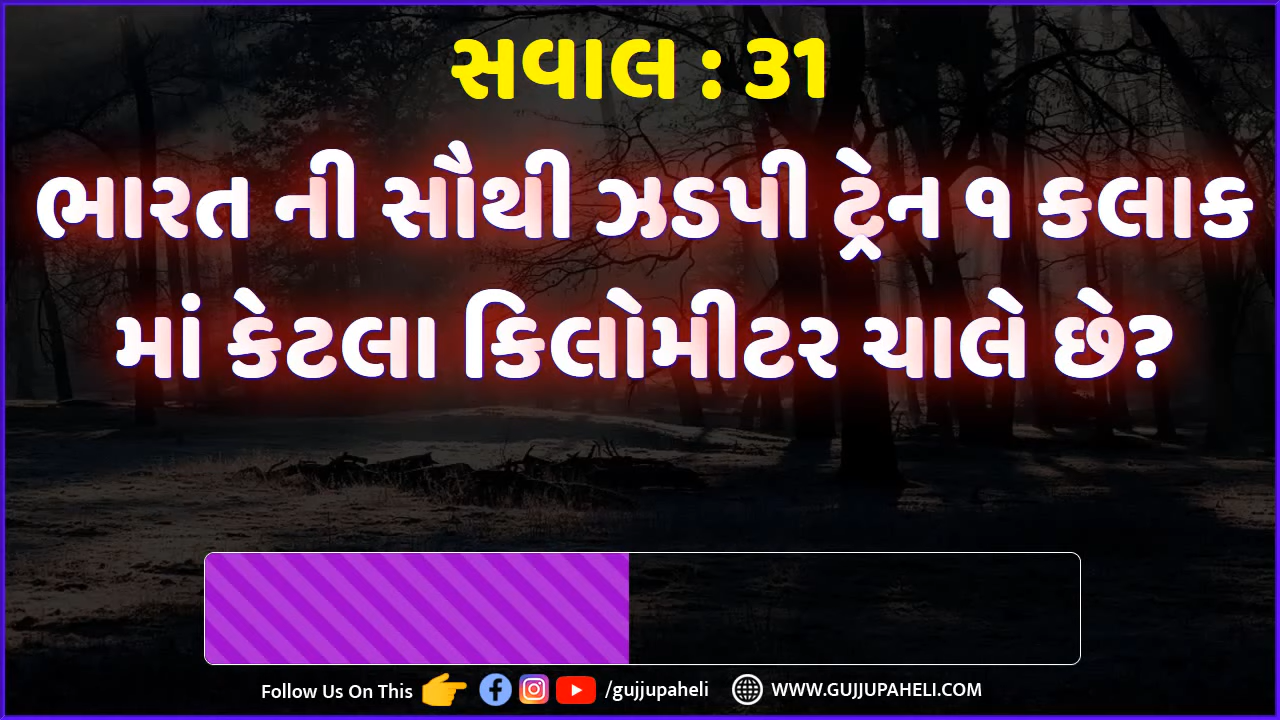 સવાલ : 31
ભારત ની સૌથી ઝડપી ટ્રેન ૧ કલાક
માં કેટલા કિલોમીટર ચાલે છે?
Follow Us On This /gujjupaheli WWW.GUJJUPAHELI.COM